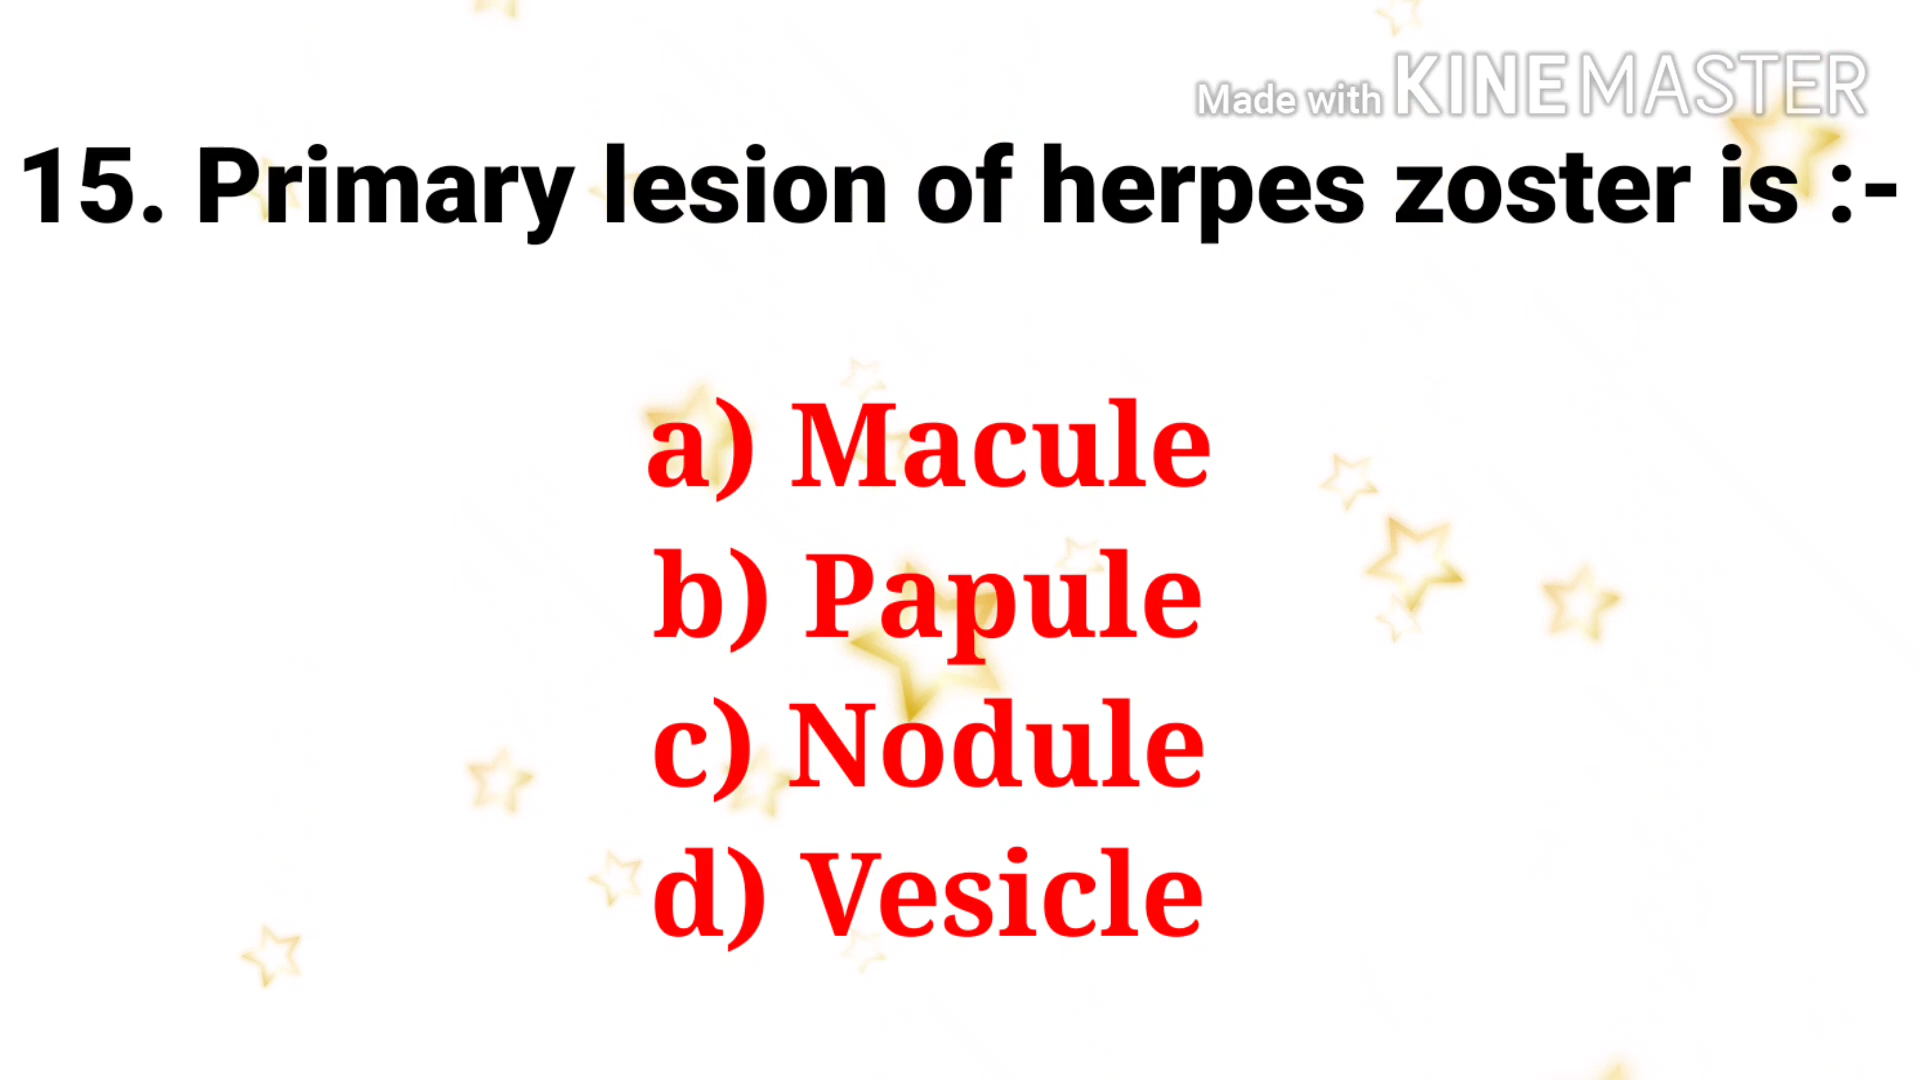 Made with KINEMASTER
15. Primary lesion of herpes zoster is :-
a) Macule
b) Papule
c) Nodule
d) Vesicle